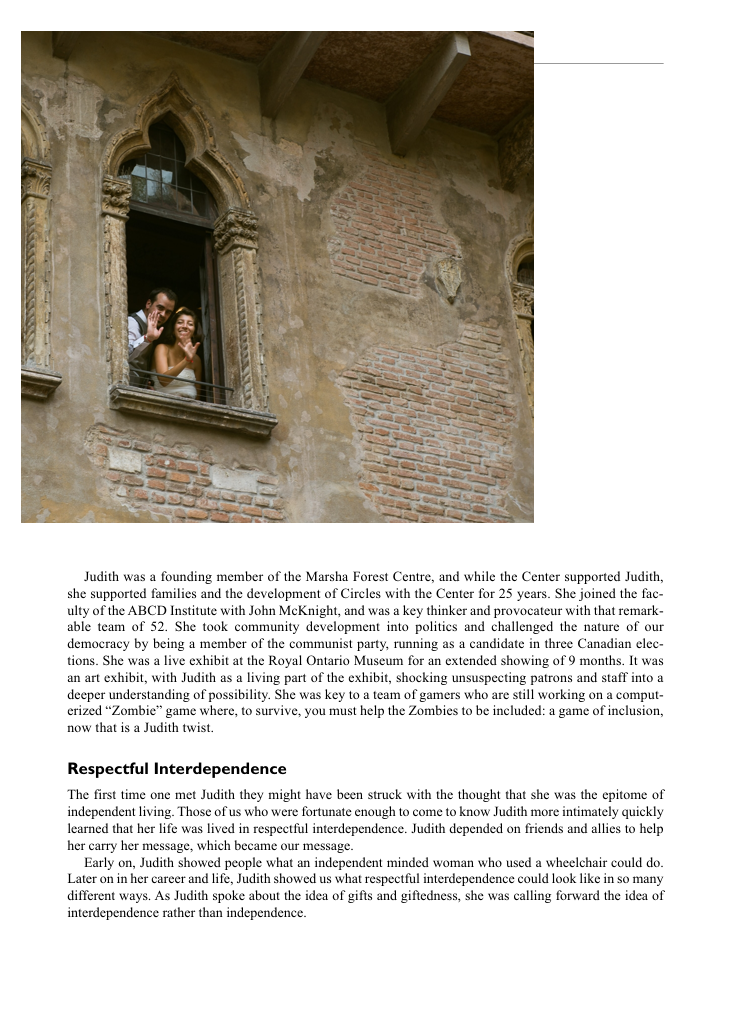 Judith was a founding member of the Marsha Forest Centre, and while the Center supported Judith,
she supported families and the development of Circles with the Center for 25 years. She joined the fac-
ulty of the ABCD Institute with John McKnight, and was a key thinker and provocateur with that remark-
able team of 52. She took community development into politics and challenged the nature of our
democracy by being a member of the communist party, running as a candidate in three Canadian elec-
tions. She was a live exhibit at the Royal Ontario Museum for an extended showing of 9 months. It was
an art exhibit, with Judith as a living part of the exhibit, shocking unsuspecting patrons and staff into a
deeper understanding of possibility. She was key to a team of gamers who are still working on a comput-
erized “Zombie” game where, to survive, you must help the Zombies to be included: a game of inclusion,
now that is a Judith twist.
Respectful Interdependence
The first time one met Judith they might have been struck with the thought that she was the epitome of
independent living. Those of us who were fortunate enough to come to know Judith more intimately quickly
learned that her life was lived in respectful interdependence. Judith depended on friends and allies to help
her carry her message, which became our message.
Early on, Judith showed people what an independent minded woman who used a wheelchair could do.
Later on in her career and life, Judith showed us what respectful interdependence could look like in so many
different ways. As Judith spoke about the idea of gifts and giftedness, she was calling forward the idea of
interdependence rather than independence.